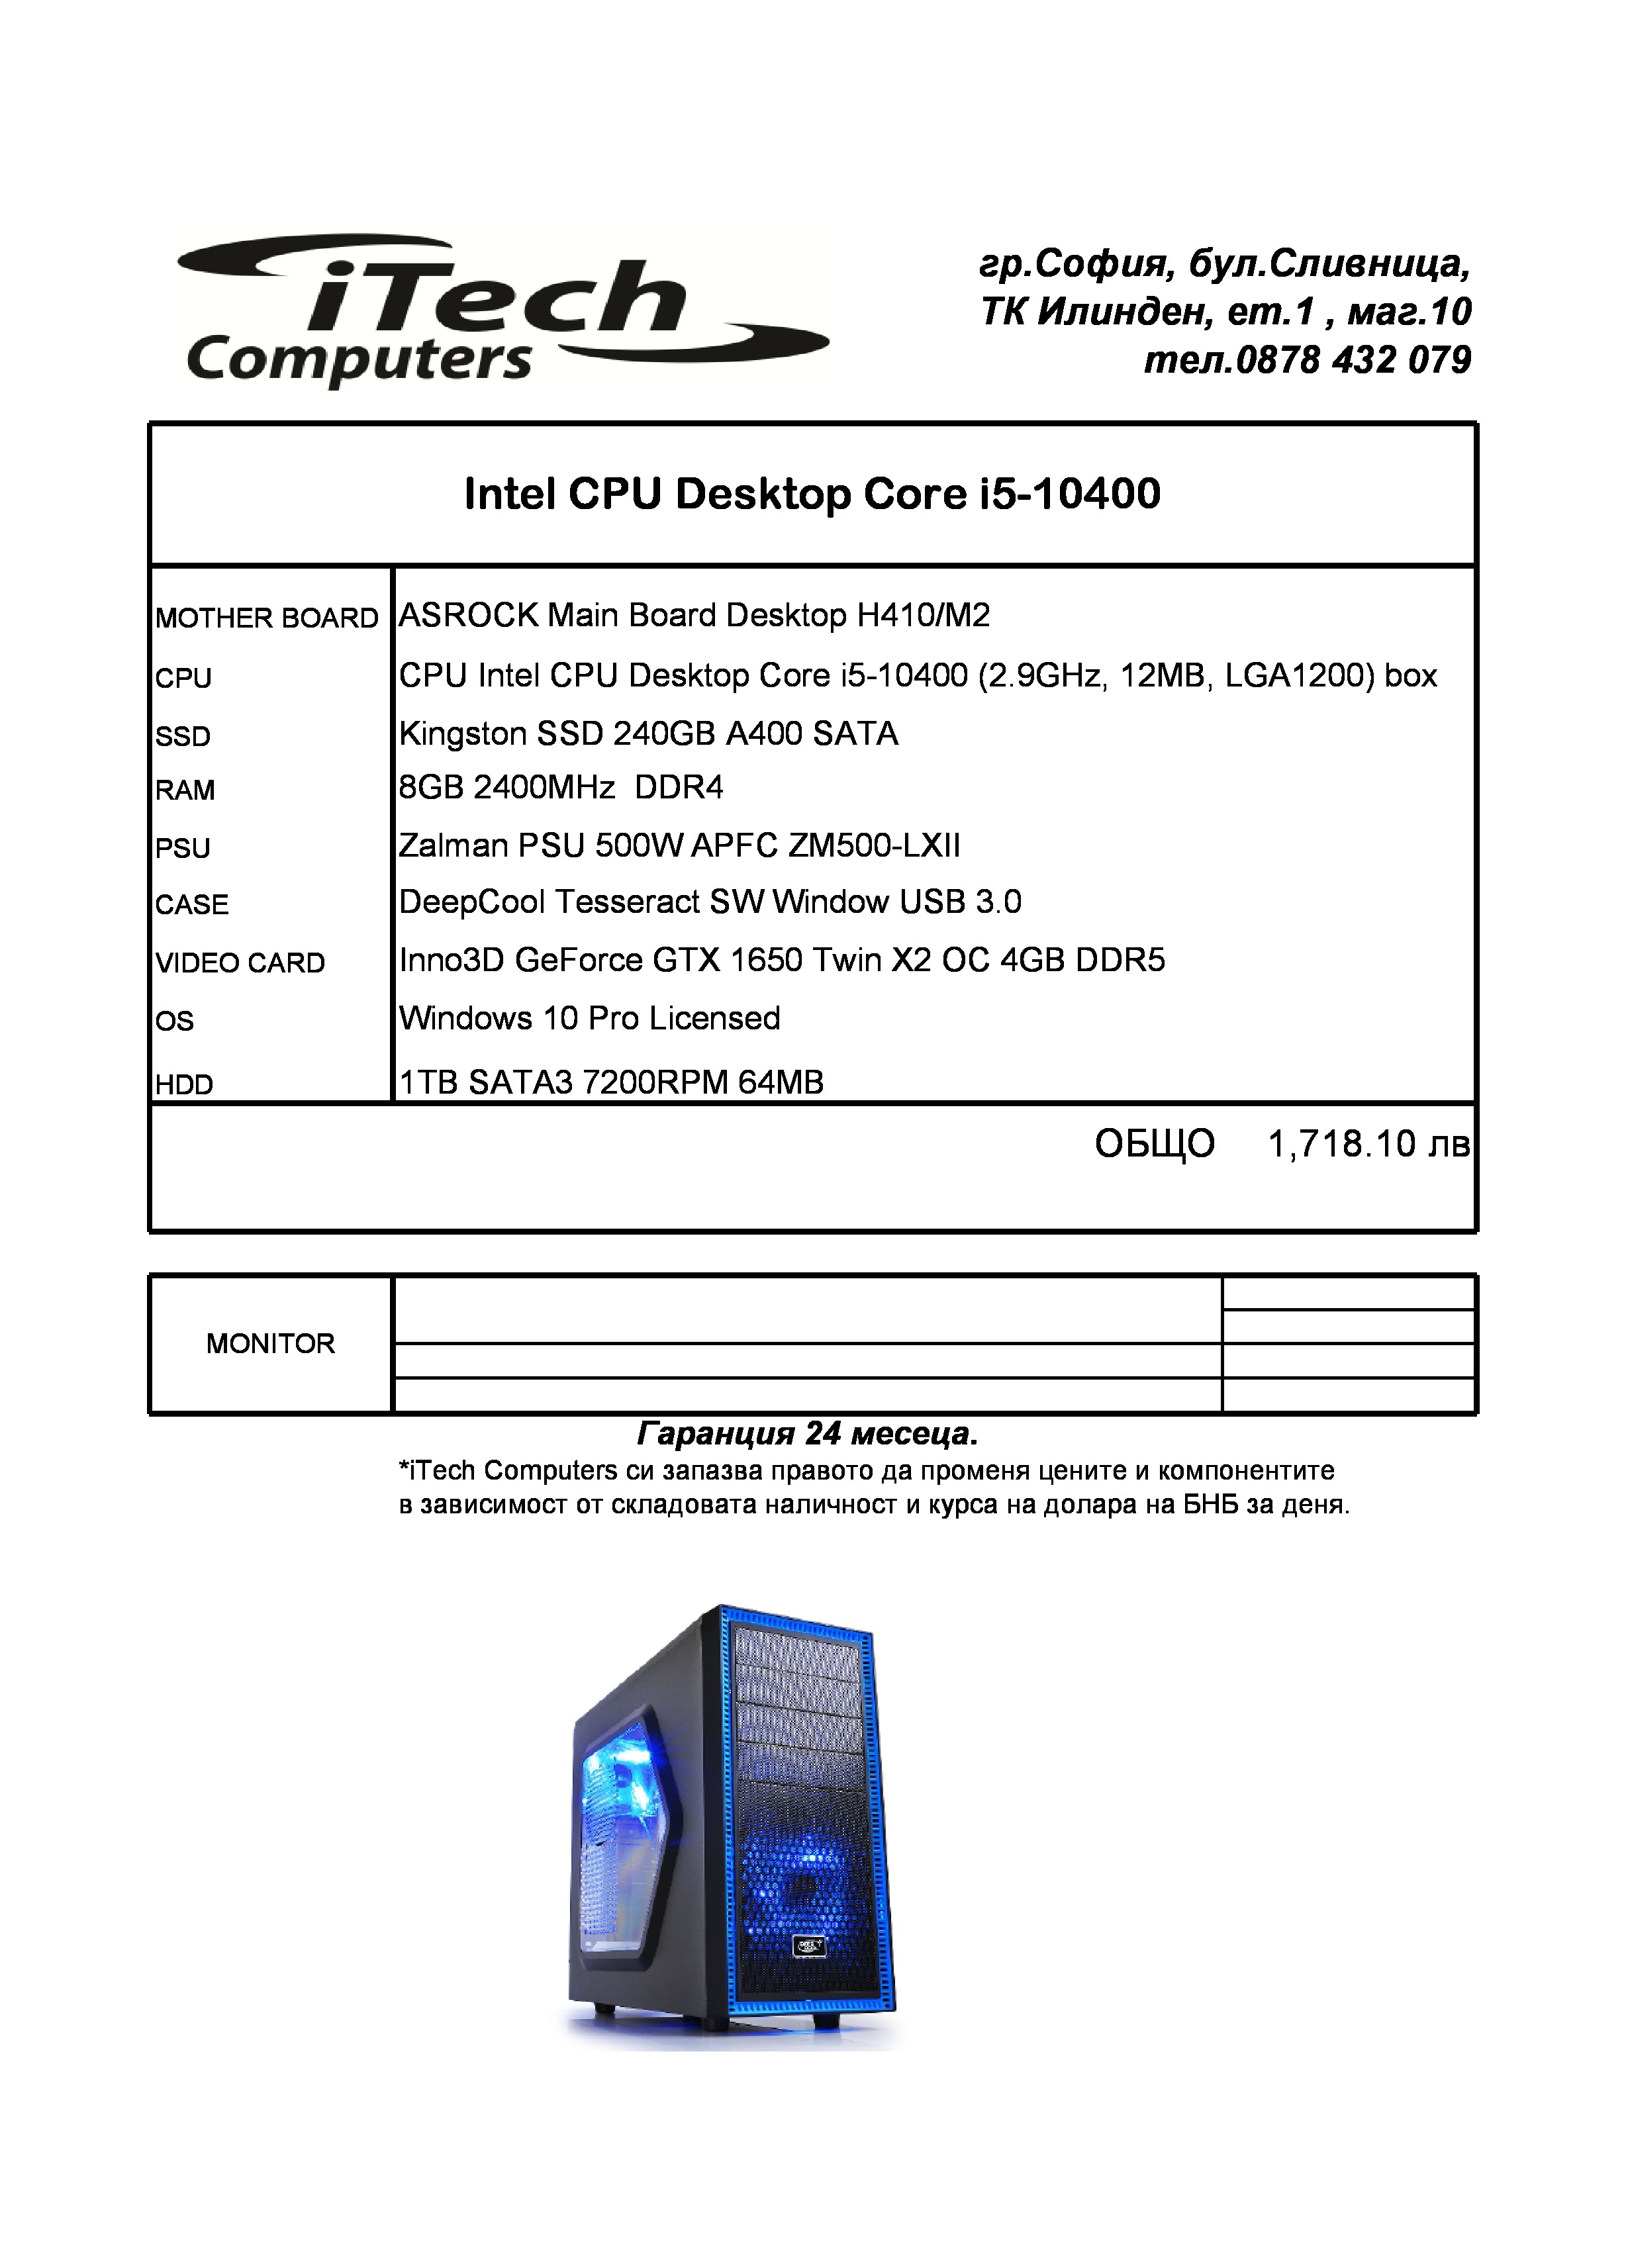 iTech
Computers
гр.София, бул.Сливница,
ТК Илинден, ет.1 , маг.10
тел.0878 432 079
Intel CPU Desktop Core i5-10400
MOTHER BOARD ASROCK Main Board Desktop H410/M2
CPU CPU Intel CPU Desktop Core i5-10400 (2.9GHz, 12MB, LGA1200) box
SSD Kingston SSD 240GB A400 SATA
RAM 8GB 2400MHz  DDR4
PSU Zalman PSU 500W APFC ZM500-LXII
CASE DeepCool Tesseract SW Window USB 3.0
VIDEO CARD Inno3D GeForce GTX 1650 Twin X2 OC 4GB DDR5
OS Windows 10 Pro Licensed
HDD 1TB SATA3 7200RPM 64MB
ОБЩО 1,718.10 лв
MONITOR
Гаранция 24 месеца.
*iTech Computers си запазва правото да променя цените и компонентите
в зависимост от складовата наличност и курса на долара на БНБ за деня.